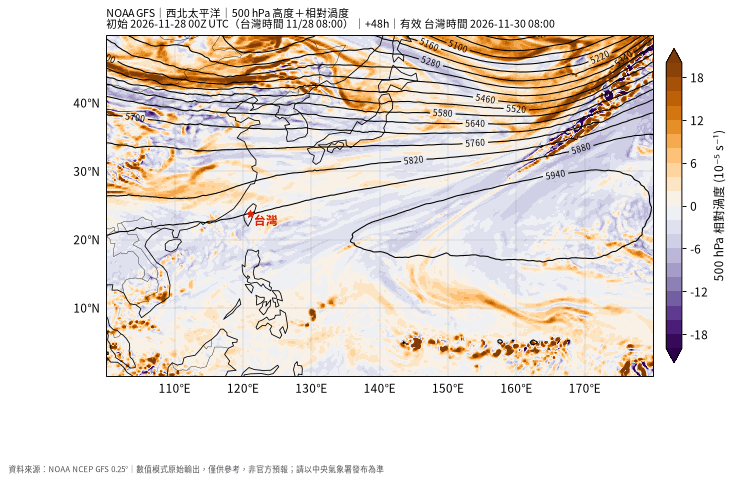 NOAA GFS｜西北太平洋｜500 hPa 高度＋相對渦度
初始 2026-11-28 00Z UTC（台灣時間 11/28 08:00）｜+48h｜有效 台灣時間 2026-11-30 08:00
5160 5100 5220
5280
40°N 5460 5520
5700 5580 5640
5760 5880
30°N 5820 5940
台灣
20°N
10°N
110°E 120°E 130°E 140°E 150°E 160°E 170°E
18
12
6
0
-6
-12
-18
500 hPa 相對渦度 (10⁻⁵ s⁻¹)
資料來源：NOAA NCEP GFS 0.25°｜數值模式原始輸出，僅供參考，非官方預報；請以中央氣象署發布為準